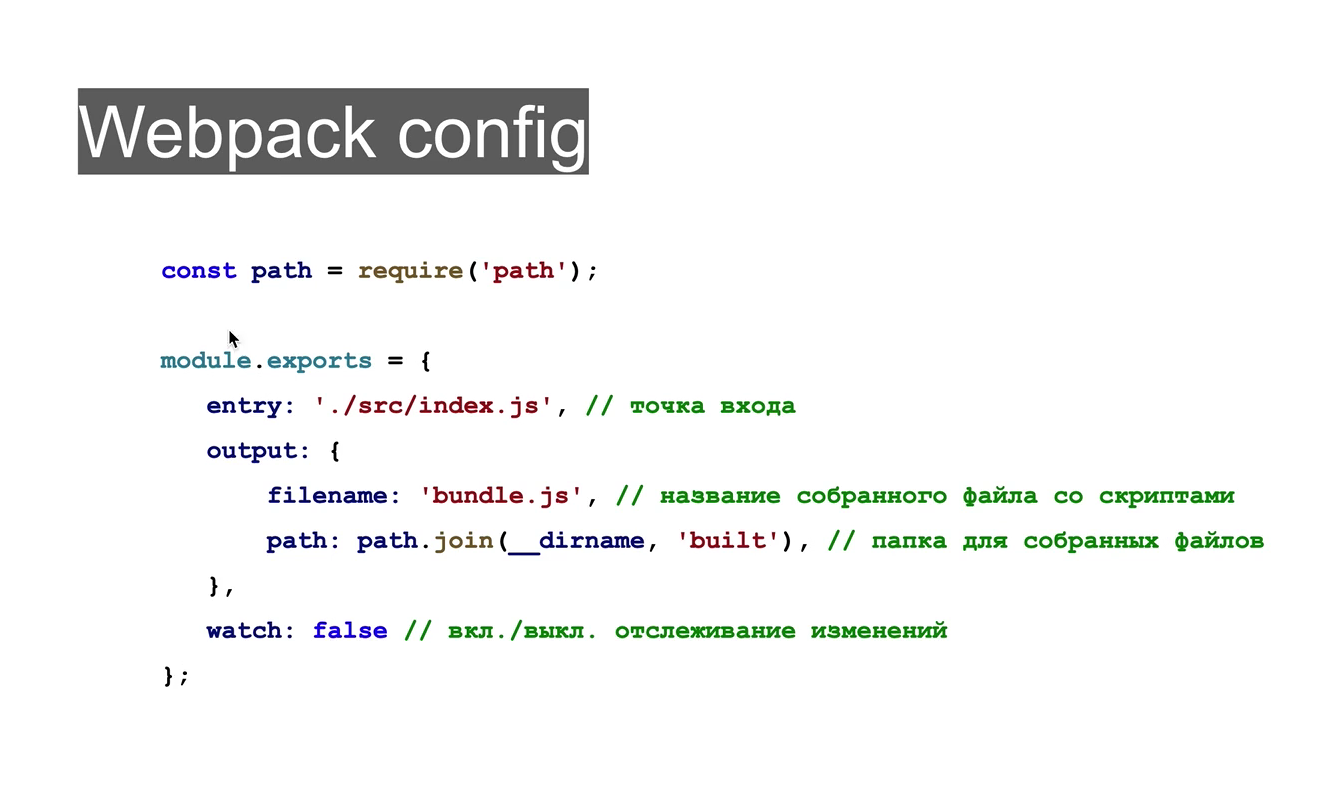 Webpack config
const path = require('path');
module.exports = {
entry: './src/index.js', // точка входа
output: {
filename: 'bundle.js', // название собранного файла со скриптами
path: path.join(__dirname, 'built'), // папка для собранных файлов
},
watch: false // вкл./выкл. отслеживание изменений
};